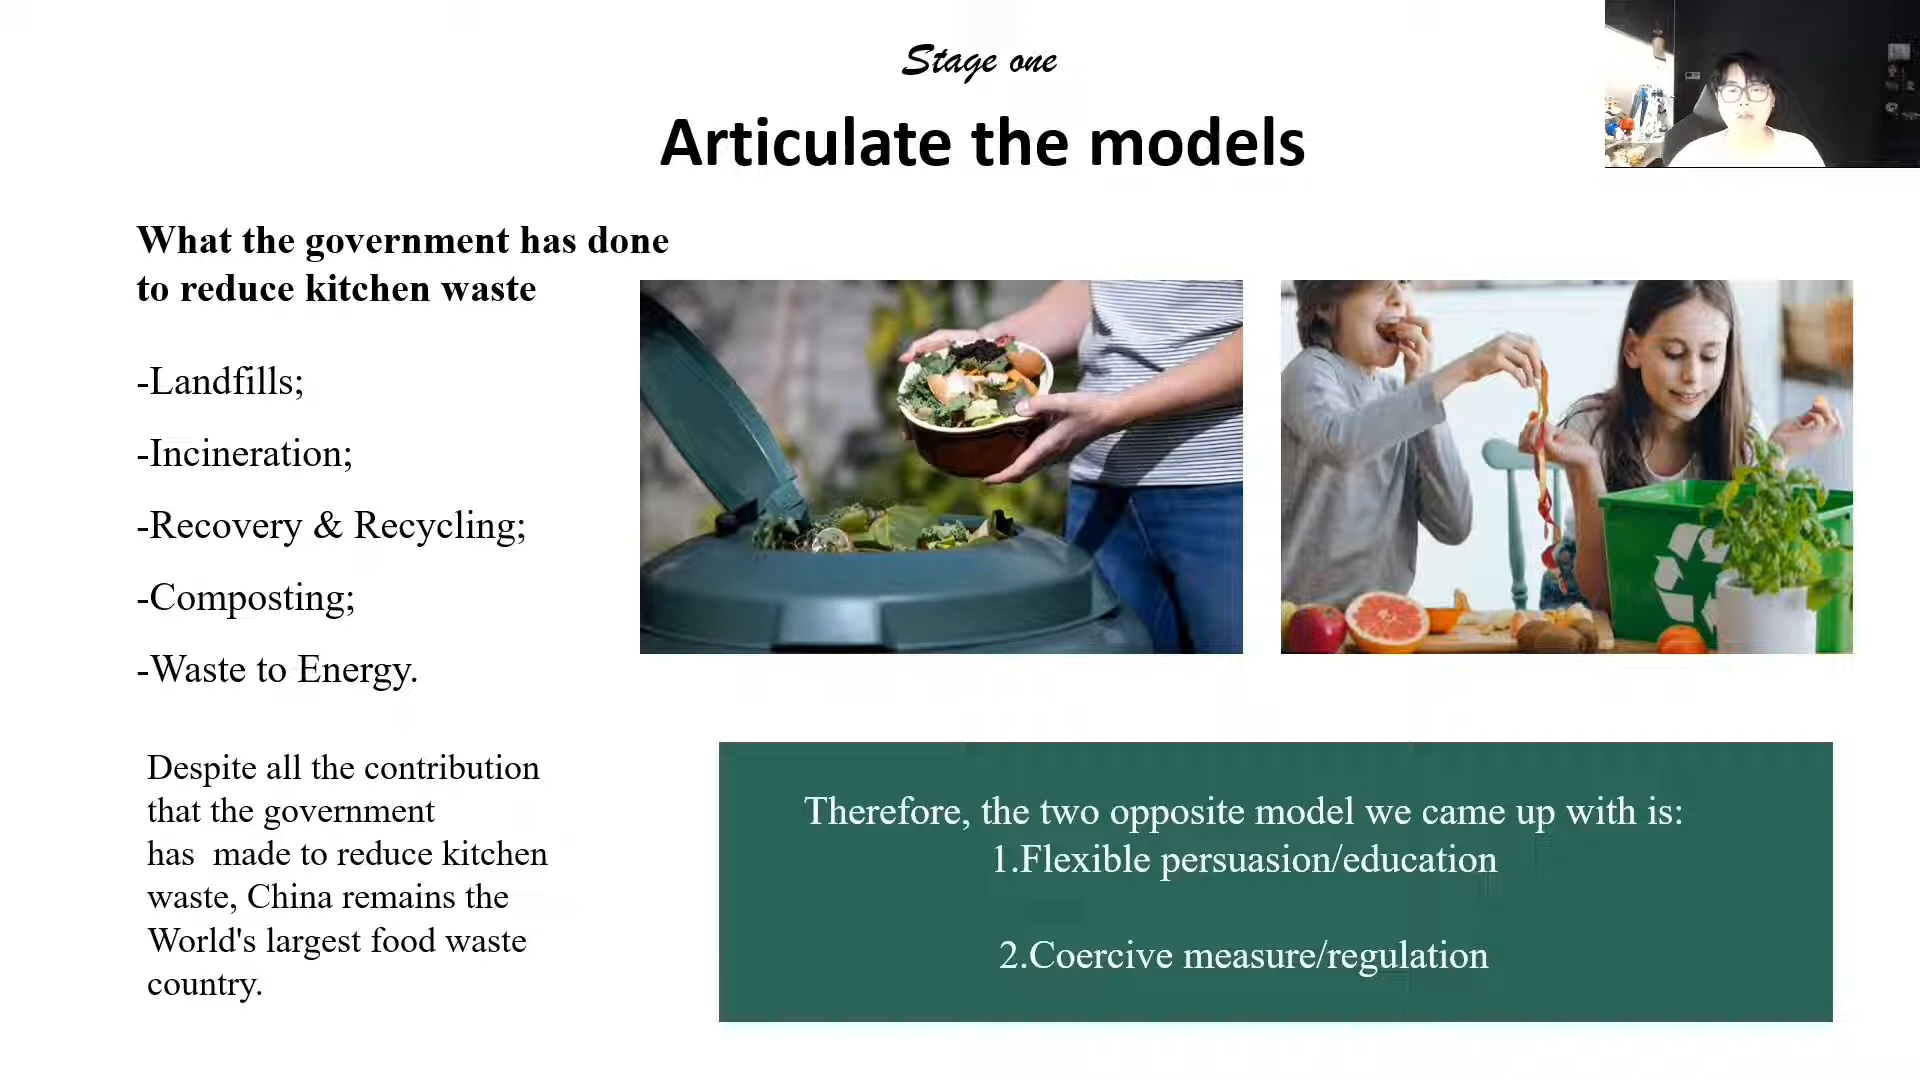 Stage one
Articulate the models
What the government has done
to reduce kitchen waste
-Landfills;
-Incineration;
-Recovery & Recycling;
-Composting;
-Waste to Energy.
Despite all the contribution
that the government
has  made to reduce kitchen
waste, China remains the
World's largest food waste
country.
Therefore, the two opposite model we came up with is:
1.Flexible persuasion/education
2.Coercive measure/regulation